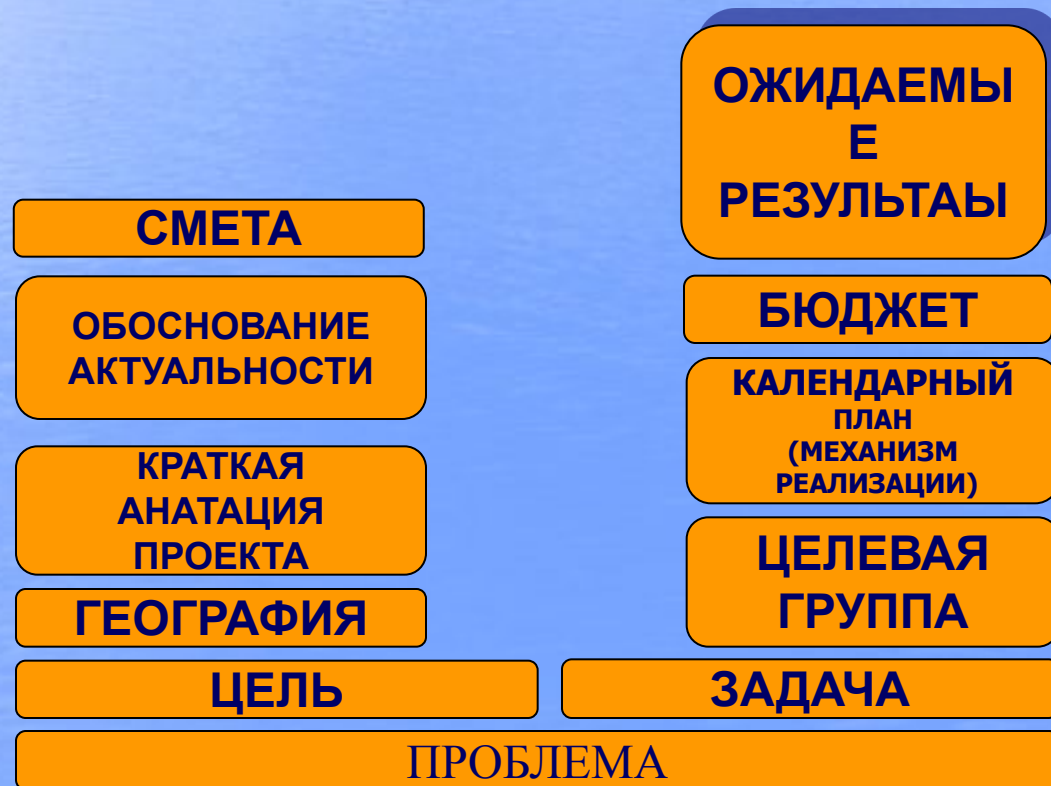 СМЕТА
ОБОСНОВАНИЕ
АКТУАЛЬНОСТИ
КРАТКАЯ
АНАТАЦИЯ
ПРОЕКТА
ГЕОГРАФИЯ
ОЖИДАЕМЫ
Е
РЕЗУЛЬТАЫ
БЮДЖЕТ
КАЛЕНДАРНЫЙ
ПЛАН
(МЕХАНИЗМ
РЕАЛИЗАЦИИ)
ЦЕЛЕВАЯ
ГРУППА
ЦЕЛЬ
ЗАДАЧА
ПРОБЛЕМА